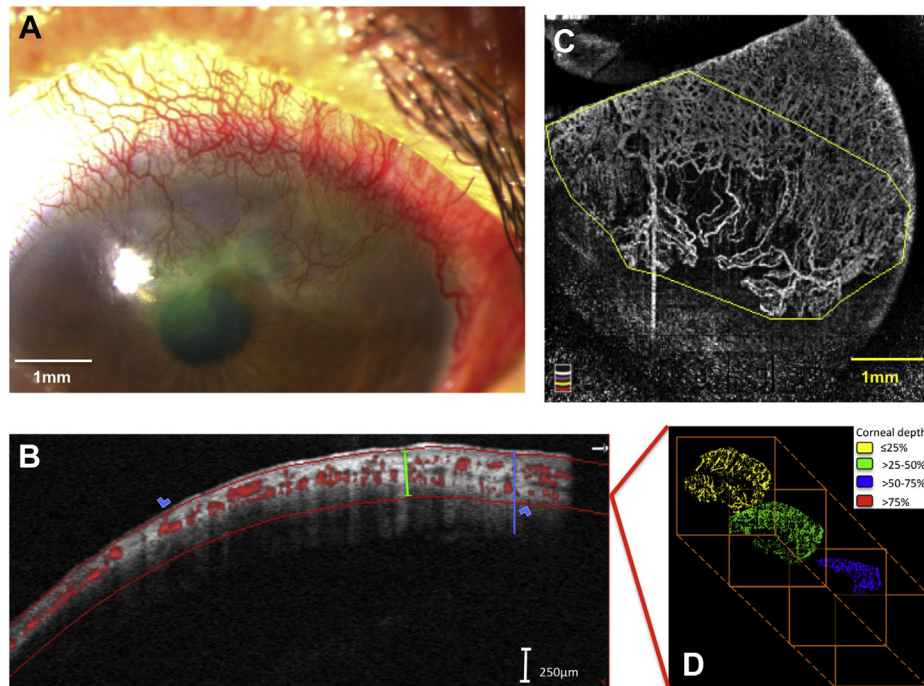 A
1mm
C
1mm
B
250μm
Corneal depth
≤25%
>25-50%
>50-75%
>75%
D